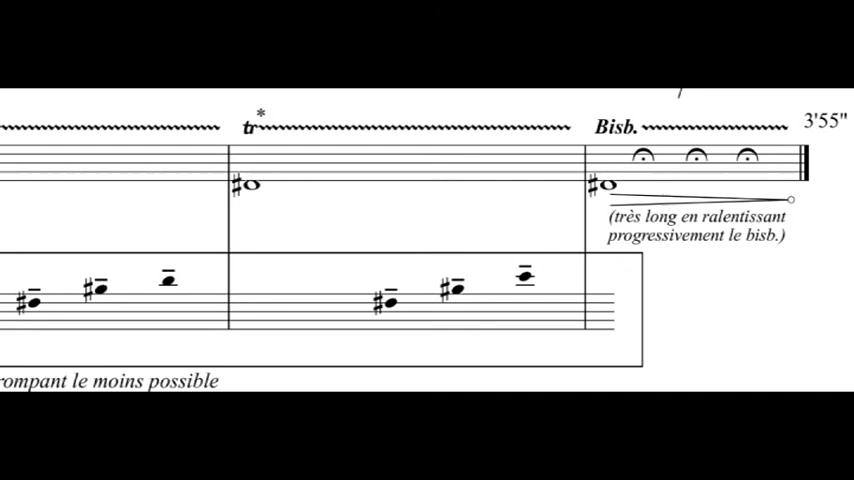 tr*
Bisb.
3'55"
(très long en ralentissant
progressivement le bisb.)
rompant le moins possible